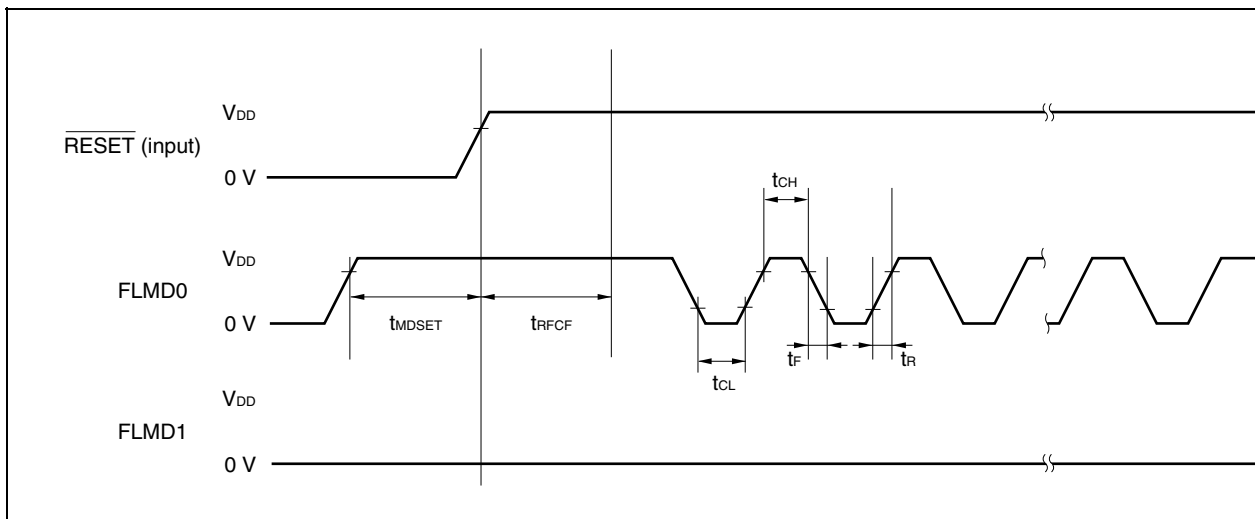 VDD
RESET (input)
0 V
tCH
VDD
FLMD0
0 V
tMDSET
tRFCF
tCL
tF
tR
VDD
FLMD1
0 V